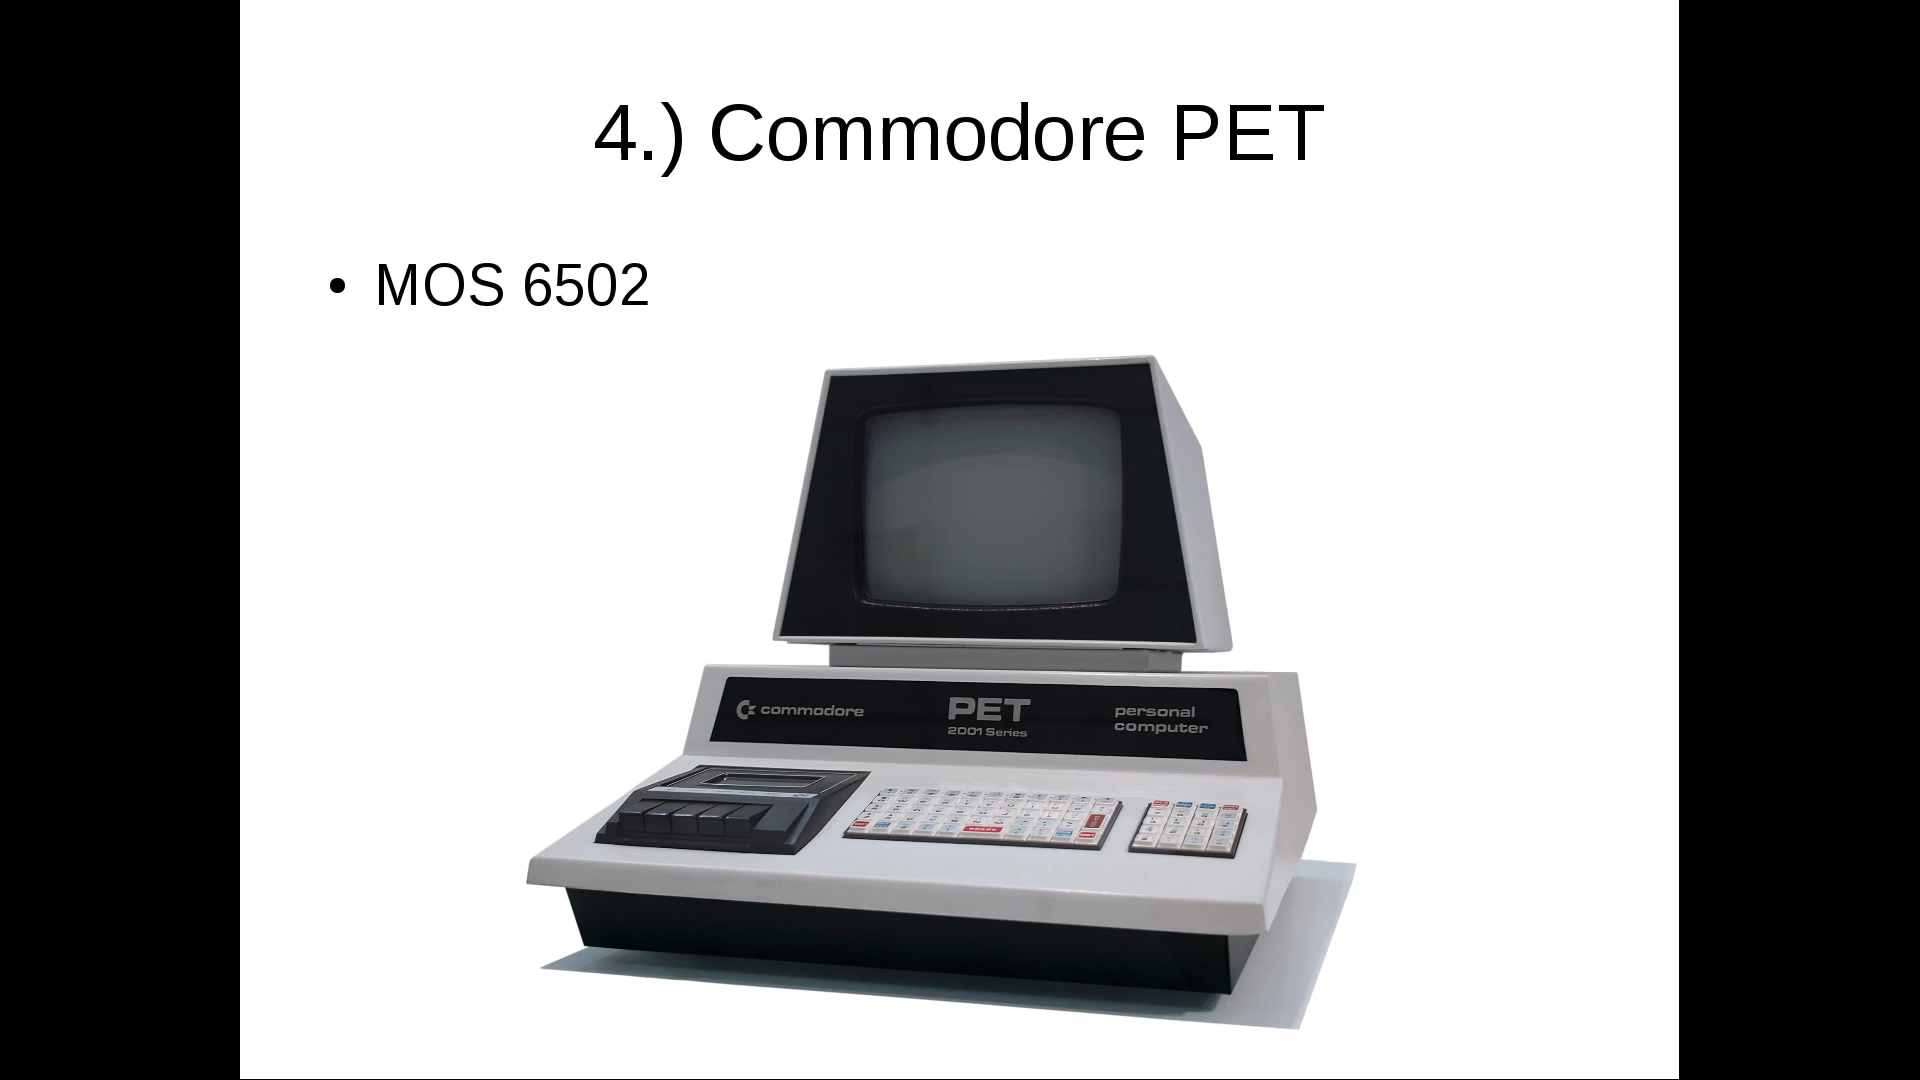 4.) Commodore PET
• MOS 6502
commodore
PET
2001 Series
personal
computer